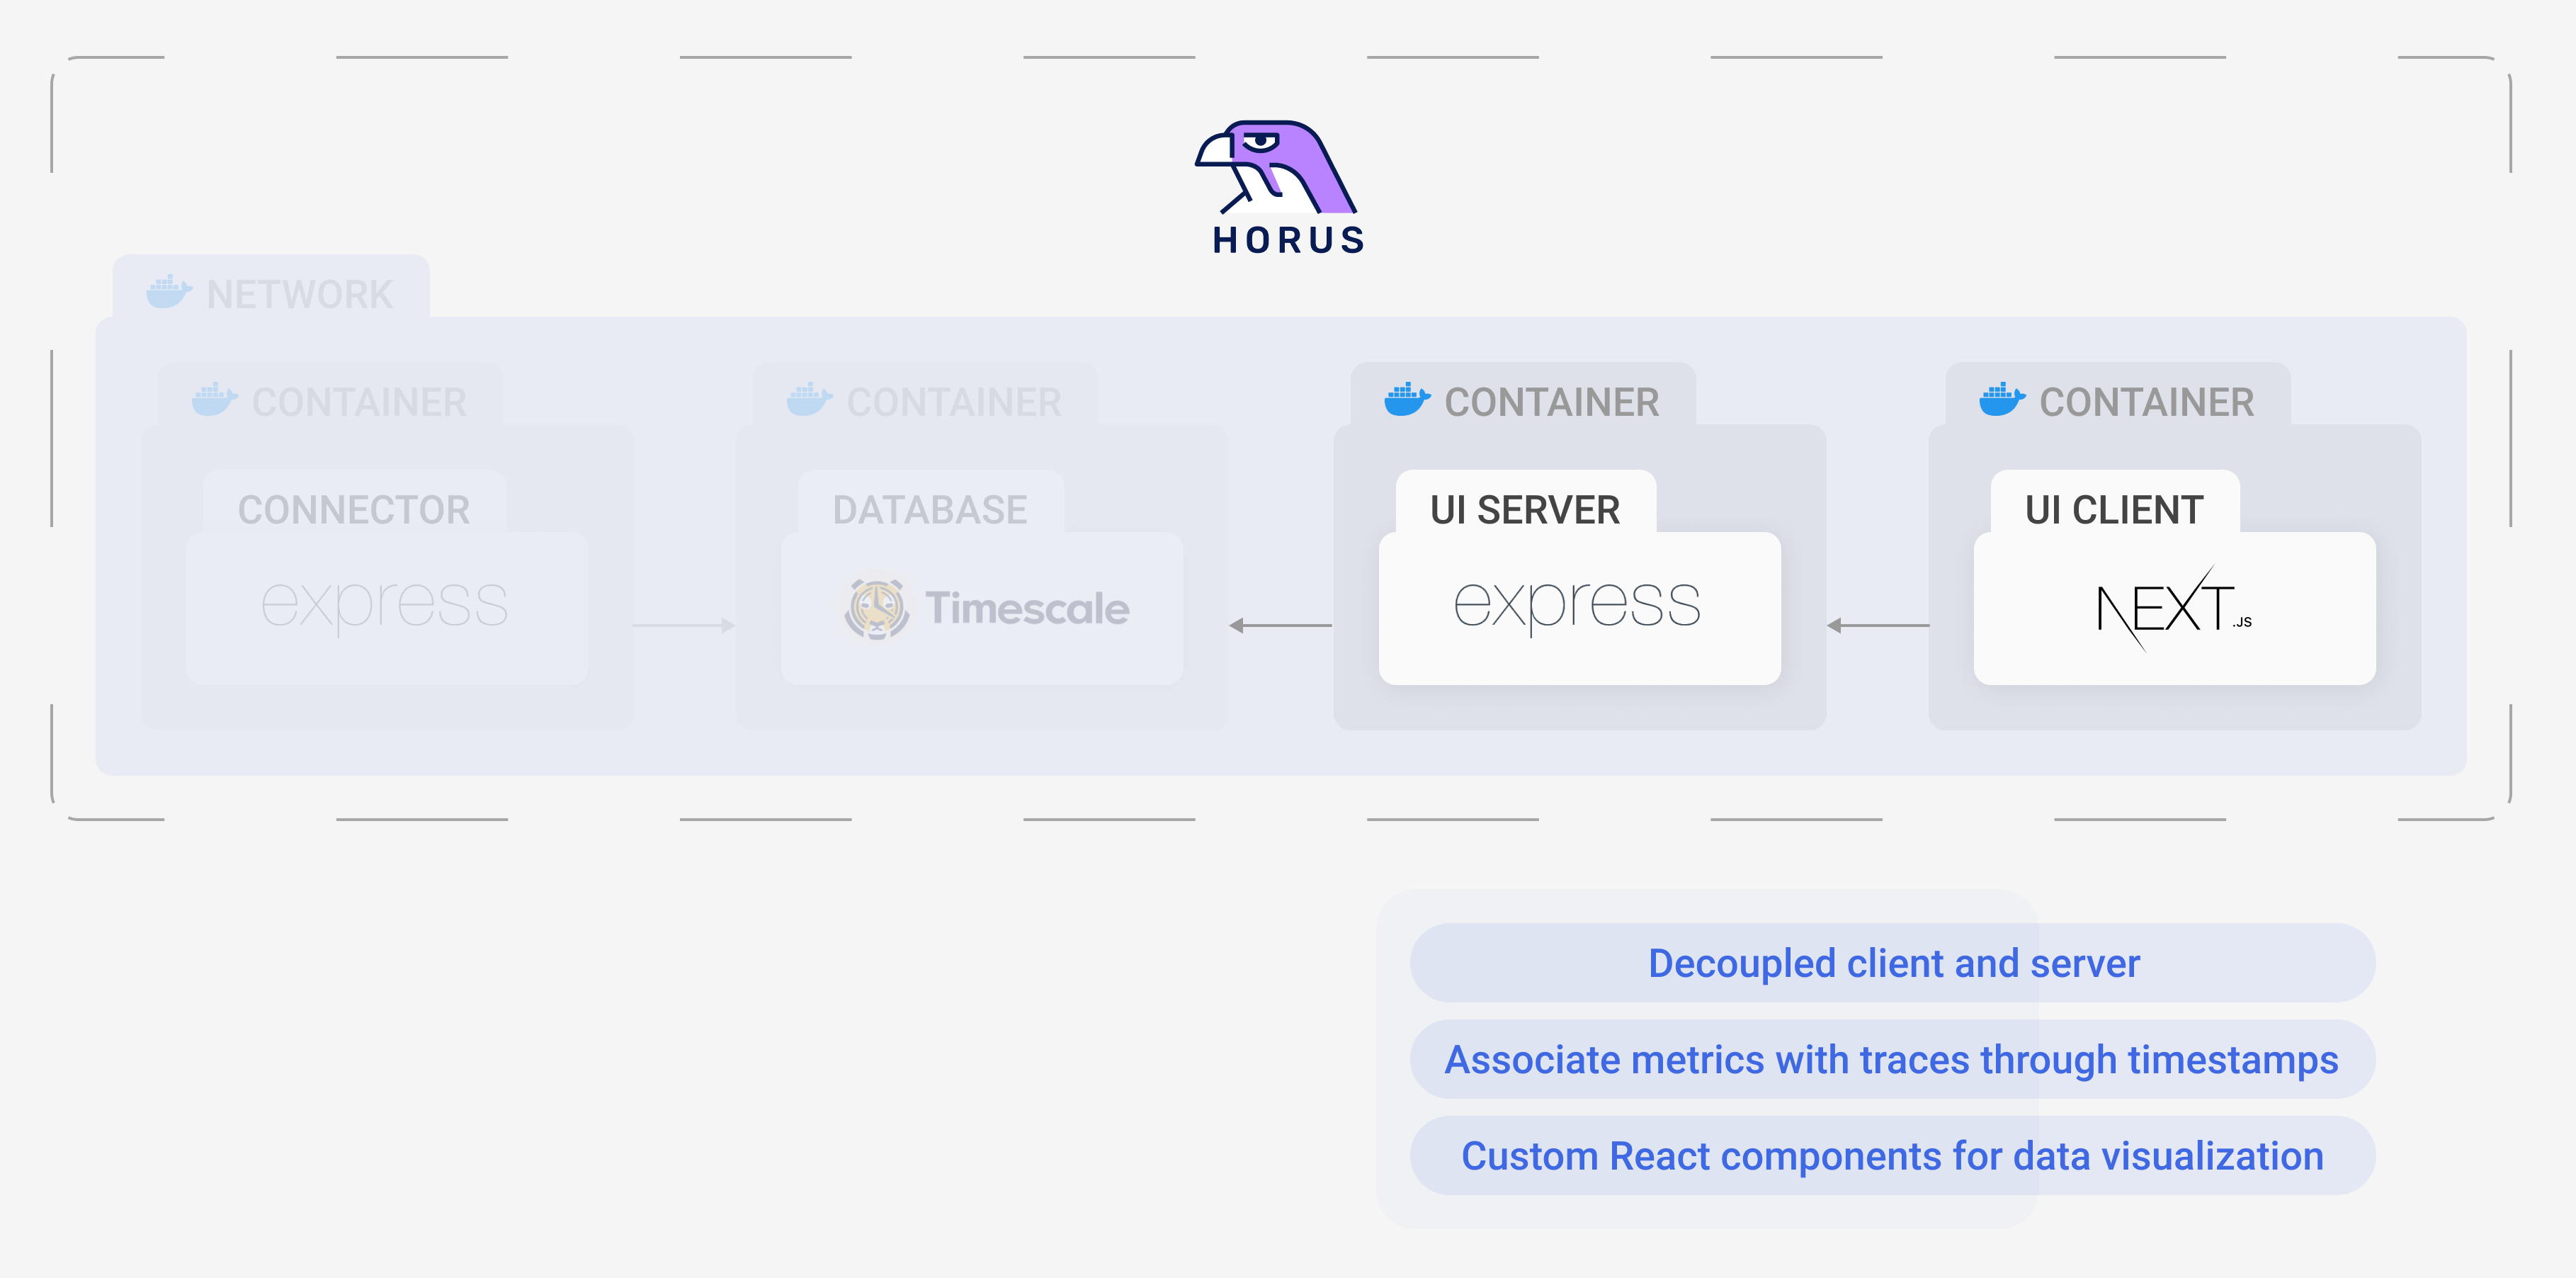 HORUS
NETWORK
CONTAINER
CONNECTOR
express
CONTAINER
DATABASE
Timescale
CONTAINER
UI SERVER
express
CONTAINER
UI CLIENT
NEXT.JS
Decoupled client and server
Associate metrics with traces through timestamps
Custom React components for data visualization